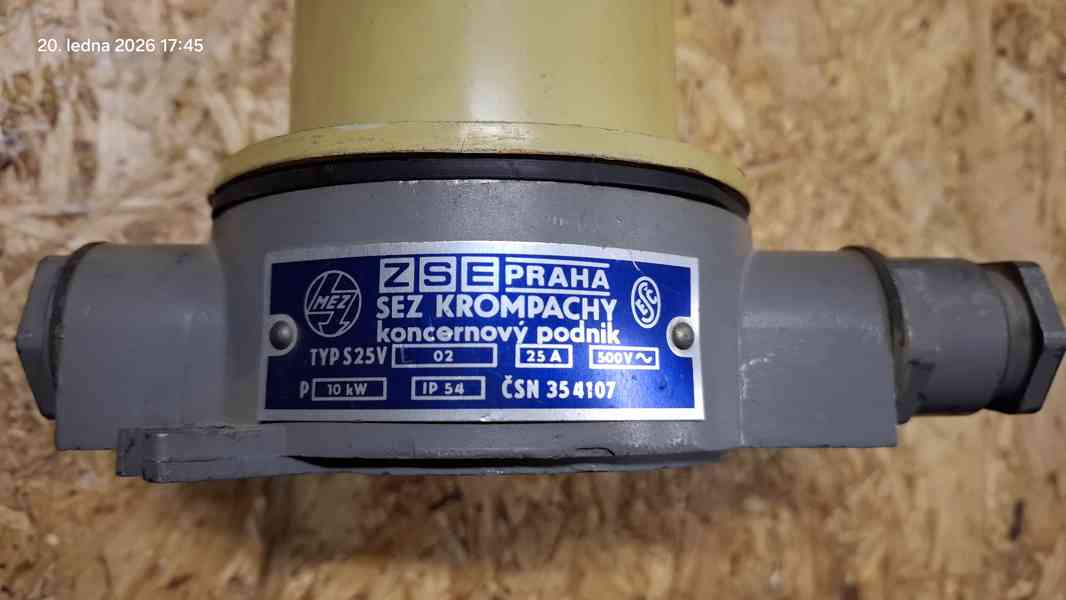 20. ledna 2026 17:45
MEZ
ZSE PRAHA
ESČ
SEZ KROMPACHY
koncernový podnik
TYP S25V 02 25 A 500V ~
P 10 kW IP 54 ČSN 35 4107